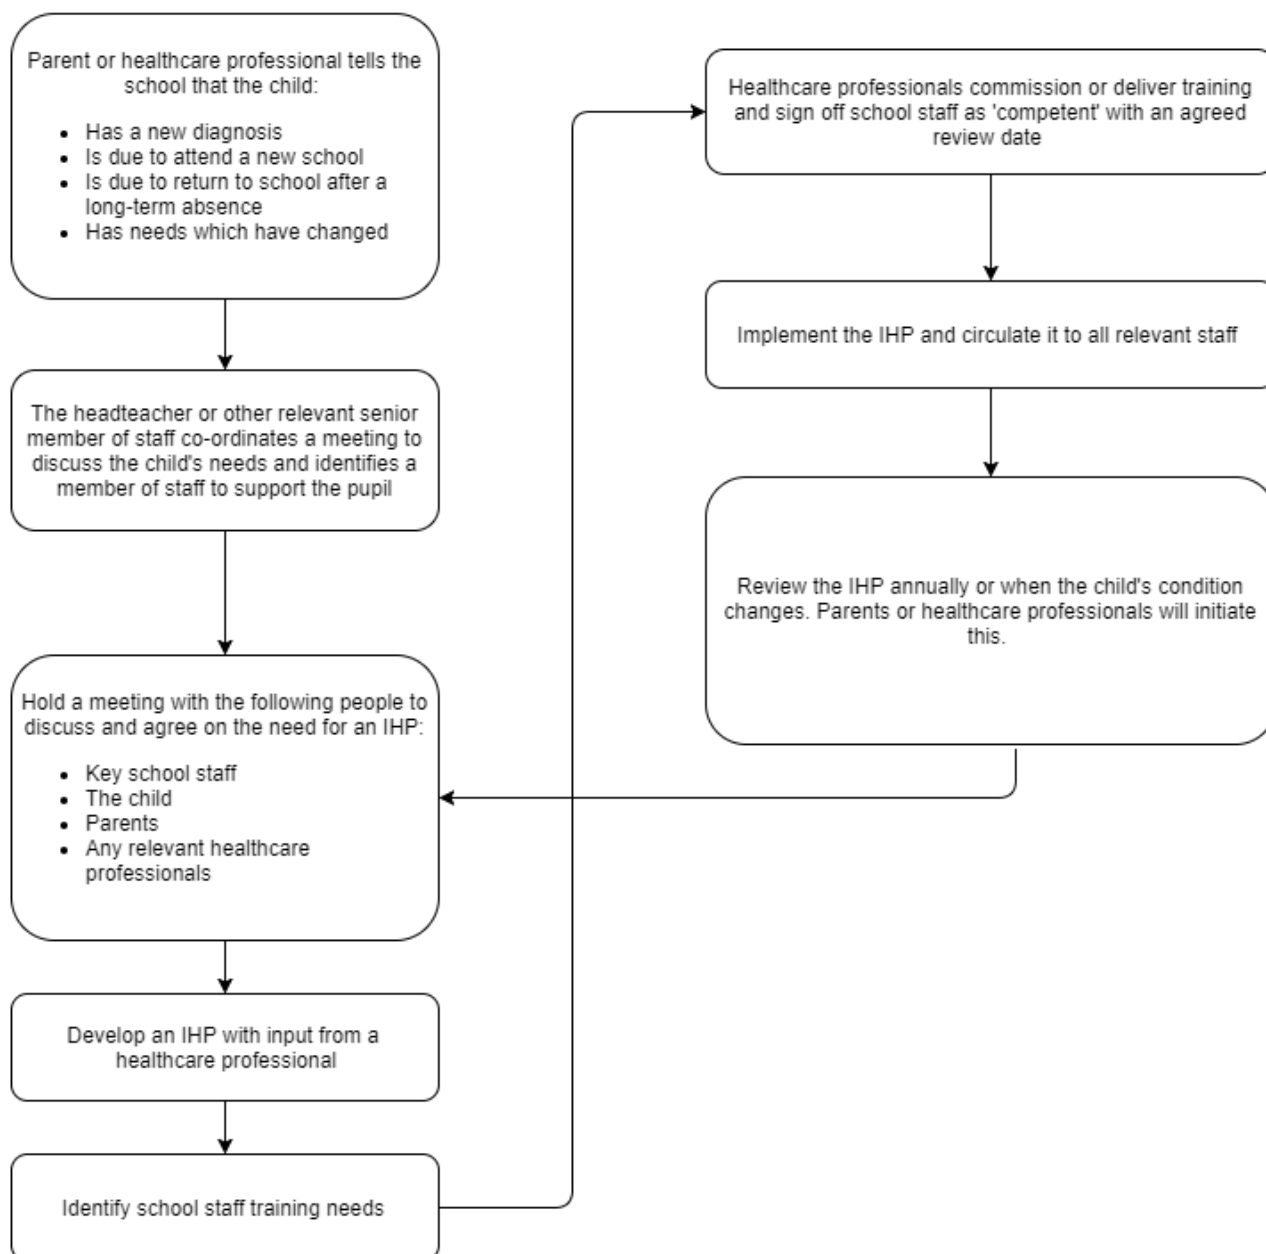 Parent or healthcare professional tells the
school that the child:
• Has a new diagnosis
• Is due to attend a new school
• Is due to return to school after a
long-term absence
• Has needs which have changed
The headteacher or other relevant senior
member of staff co-ordinates a meeting to
discuss the child's needs and identifies a
member of staff to support the pupil
Hold a meeting with the following people to
discuss and agree on the need for an IHP:
• Key school staff
• The child
• Parents
• Any relevant healthcare
professionals
Develop an IHP with input from a
healthcare professional
Identify school staff training needs
Healthcare professionals commission or deliver training
and sign off school staff as 'competent' with an agreed
review date
Implement the IHP and circulate it to all relevant staff
Review the IHP annually or when the child's condition
changes. Parents or healthcare professionals will initiate
this.